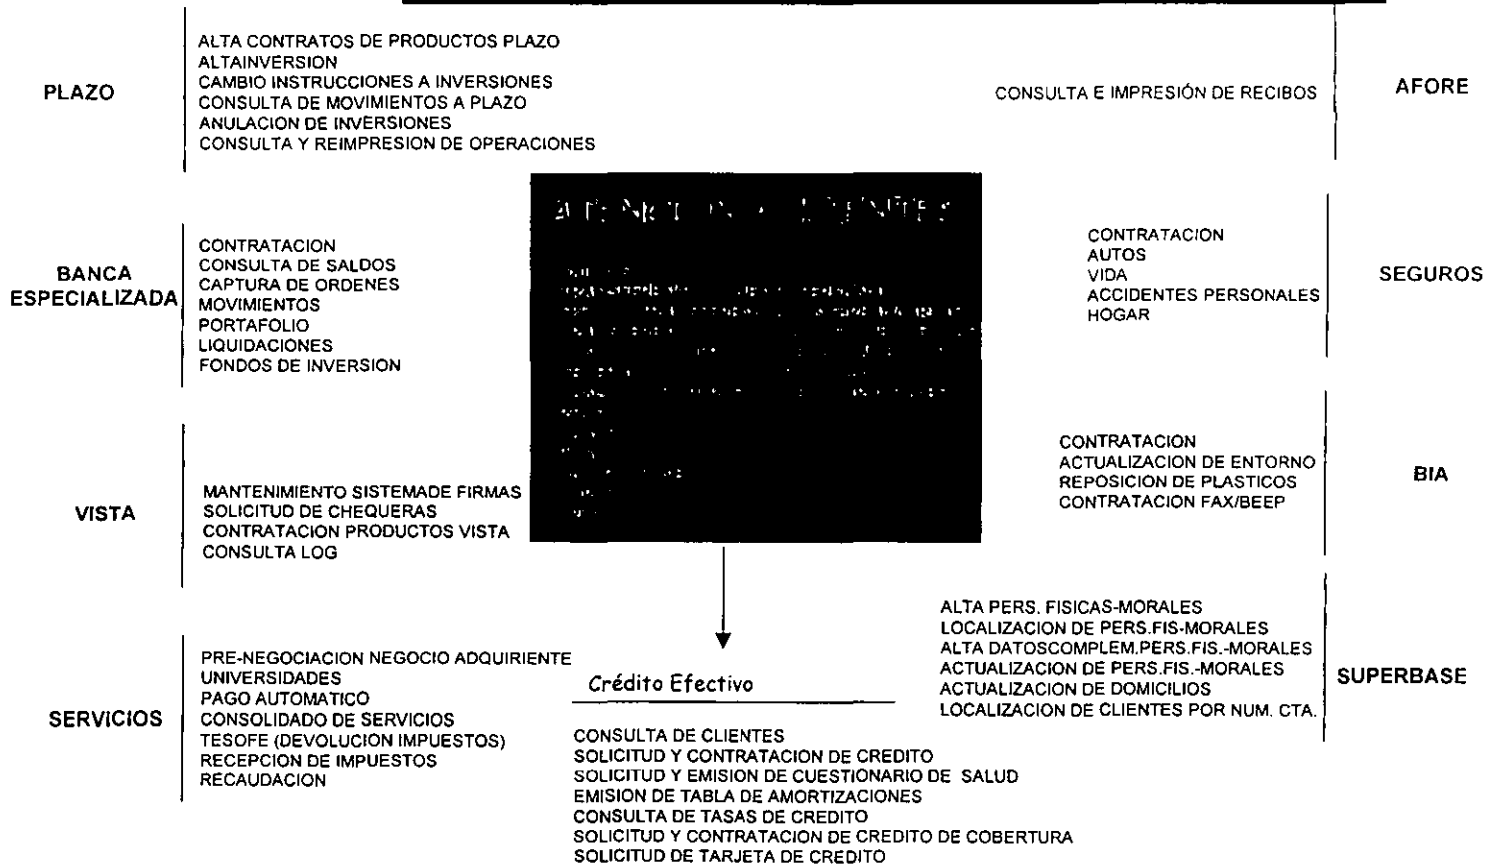 PLAZO
ALTA CONTRATOS DE PRODUCTOS PLAZO
ALTAINVERSION
CAMBIO INSTRUCCIONES A INVERSIONES
CONSULTA DE MOVIMIENTOS A PLAZO
ANULACION DE INVERSIONES
CONSULTA Y REIMPRESION DE OPERACIONES
CONSULTA E IMPRESIÓN DE RECIBOS
AFORE
BANCA
ESPECIALIZADA
CONTRATACION
CONSULTA DE SALDOS
CAPTURA DE ORDENES
MOVIMIENTOS
PORTAFOLIO
LIQUIDACIONES
FONDOS DE INVERSION
CONTRATACION
AUTOS
VIDA
ACCIDENTES PERSONALES
HOGAR
SEGUROS
VISTA
MANTENIMIENTO SISTEMADE FIRMAS
SOLICITUD DE CHEQUERAS
CONTRATACION PRODUCTOS VISTA
CONSULTA LOG
CONTRATACION
ACTUALIZACION DE ENTORNO
REPOSICION DE PLASTICOS
CONTRATACION FAX/BEEP
BIA
SERVICIOS
PRE-NEGOCIACION NEGOCIO ADQUIRIENTE
UNIVERSIDADES
PAGO AUTOMATICO
CONSOLIDADO DE SERVICIOS
TESOFE (DEVOLUCION IMPUESTOS)
RECEPCION DE IMPUESTOS
RECAUDACION
ALTA PERS. FISICAS-MORALES
LOCALIZACION DE PERS.FIS-MORALES
ALTA DATOSCOMPLEM.PERS.FIS.-MORALES
ACTUALIZACION DE PERS.FIS.-MORALES
ACTUALIZACION DE DOMICILIOS
LOCALIZACION DE CLIENTES POR NUM. CTA.
SUPERBASE
Crédito Efectivo
CONSULTA DE CLIENTES
SOLICITUD Y CONTRATACION DE CREDITO
SOLICITUD Y EMISION DE CUESTIONARIO DE SALUD
EMISION DE TABLA DE AMORTIZACIONES
CONSULTA DE TASAS DE CREDITO
SOLICITUD Y CONTRATACION DE CREDITO DE COBERTURA
SOLICITUD DE TARJETA DE CREDITO